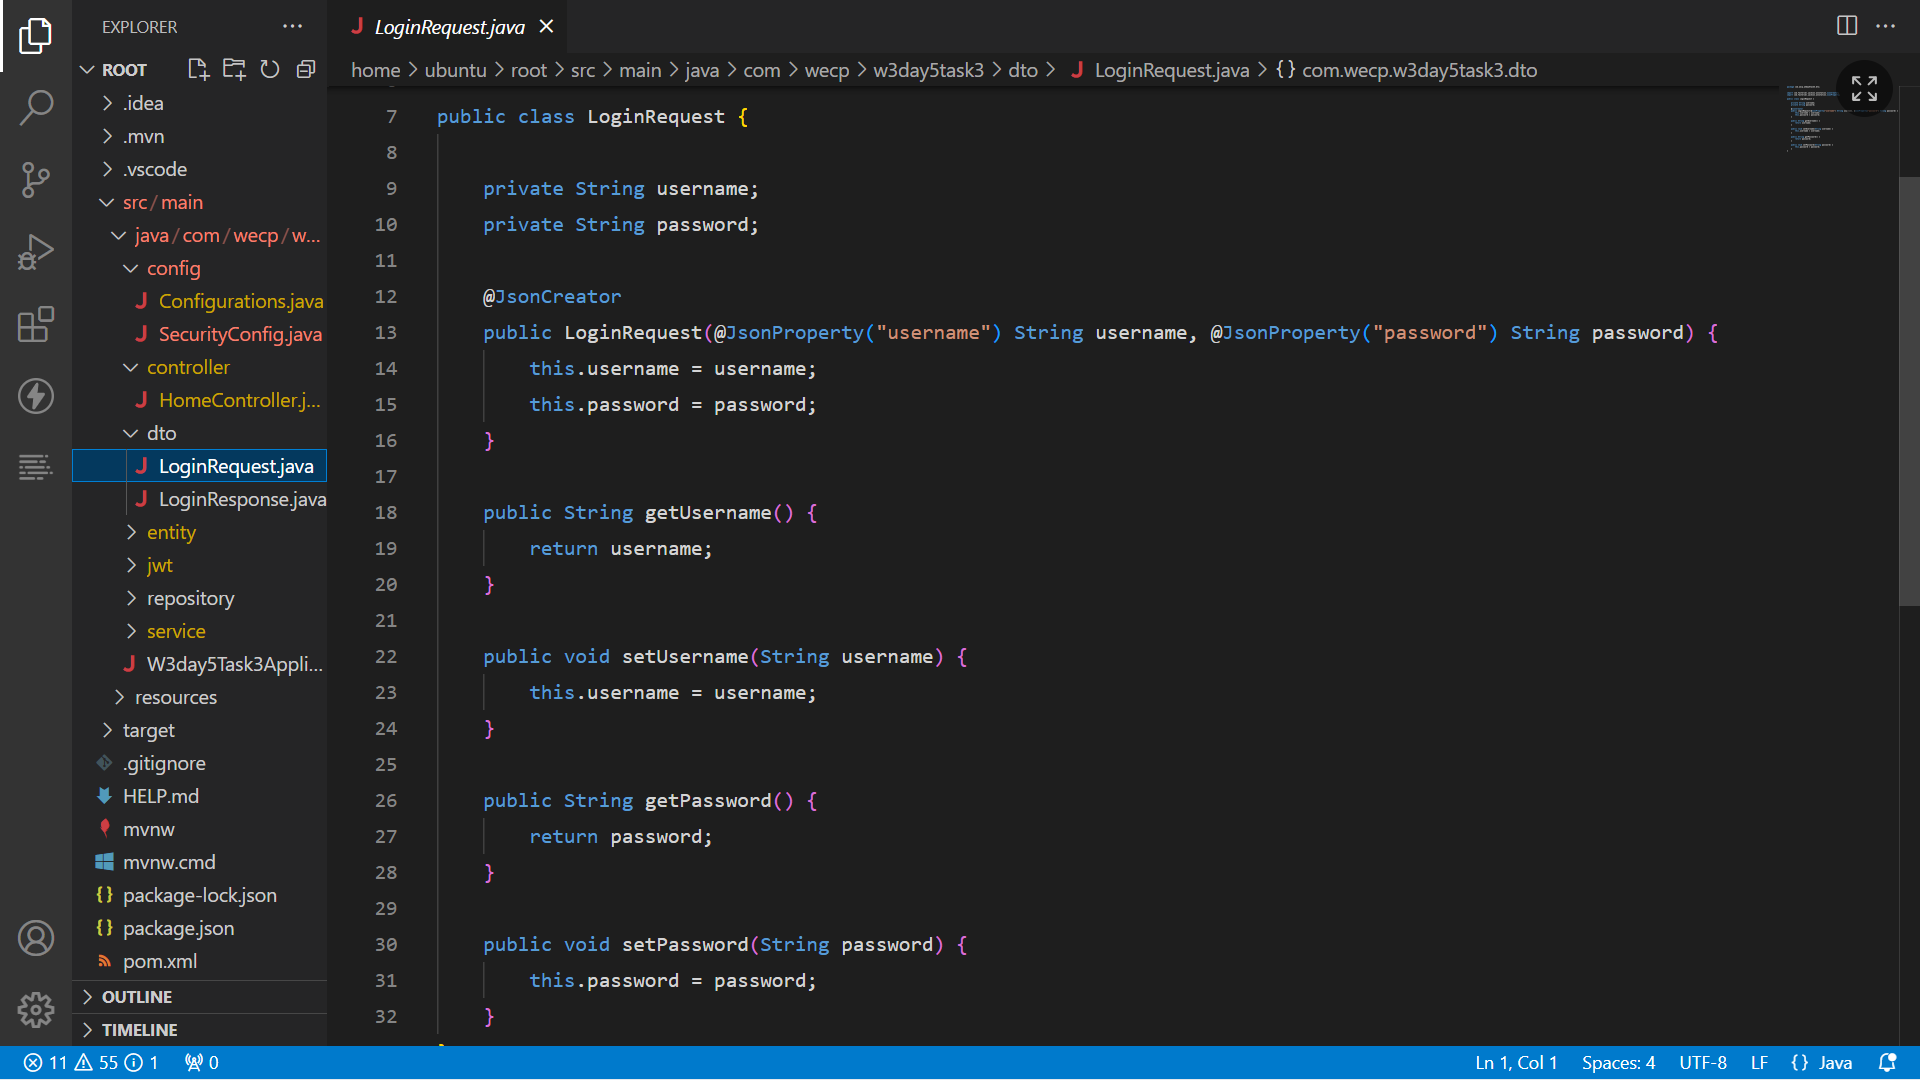 EXPLORER
ROOT
.idea
.mvn
.vscode
src/main
java/com/wecp/w...
config
Configurations.java
SecurityConfig.java
controller
HomeController.j...
dto
LoginRequest.java
LoginResponse.java
entity
jwt
repository
service
W3day5Task3Appli...
resources
target
.gitignore
HELP.md
mvnw
mvnw.cmd
package-lock.json
package.json
pom.xml
OUTLINE
TIMELINE
LoginRequest.java
home > ubuntu > root > src > main > java > com > wecp > w3day5task3 > dto > LoginRequest.java > {} com.wecp.w3day5task3.dto
7 public class LoginRequest {
8
9 private String username;
10 private String password;
11
12 @JsonCreator
13 public LoginRequest(@JsonProperty("username") String username, @JsonProperty("password") String password) {
14 this.username = username;
15 this.password = password;
16 }
17
18 public String getUsername() {
19 return username;
20 }
21
22 public void setUsername(String username) {
23 this.username = username;
24 }
25
26 public String getPassword() {
27 return password;
28 }
29
30 public void setPassword(String password) {
31 this.password = password;
32 }
11 55 1 0
Ln 1, Col 1 Spaces: 4 UTF-8 LF {} Java